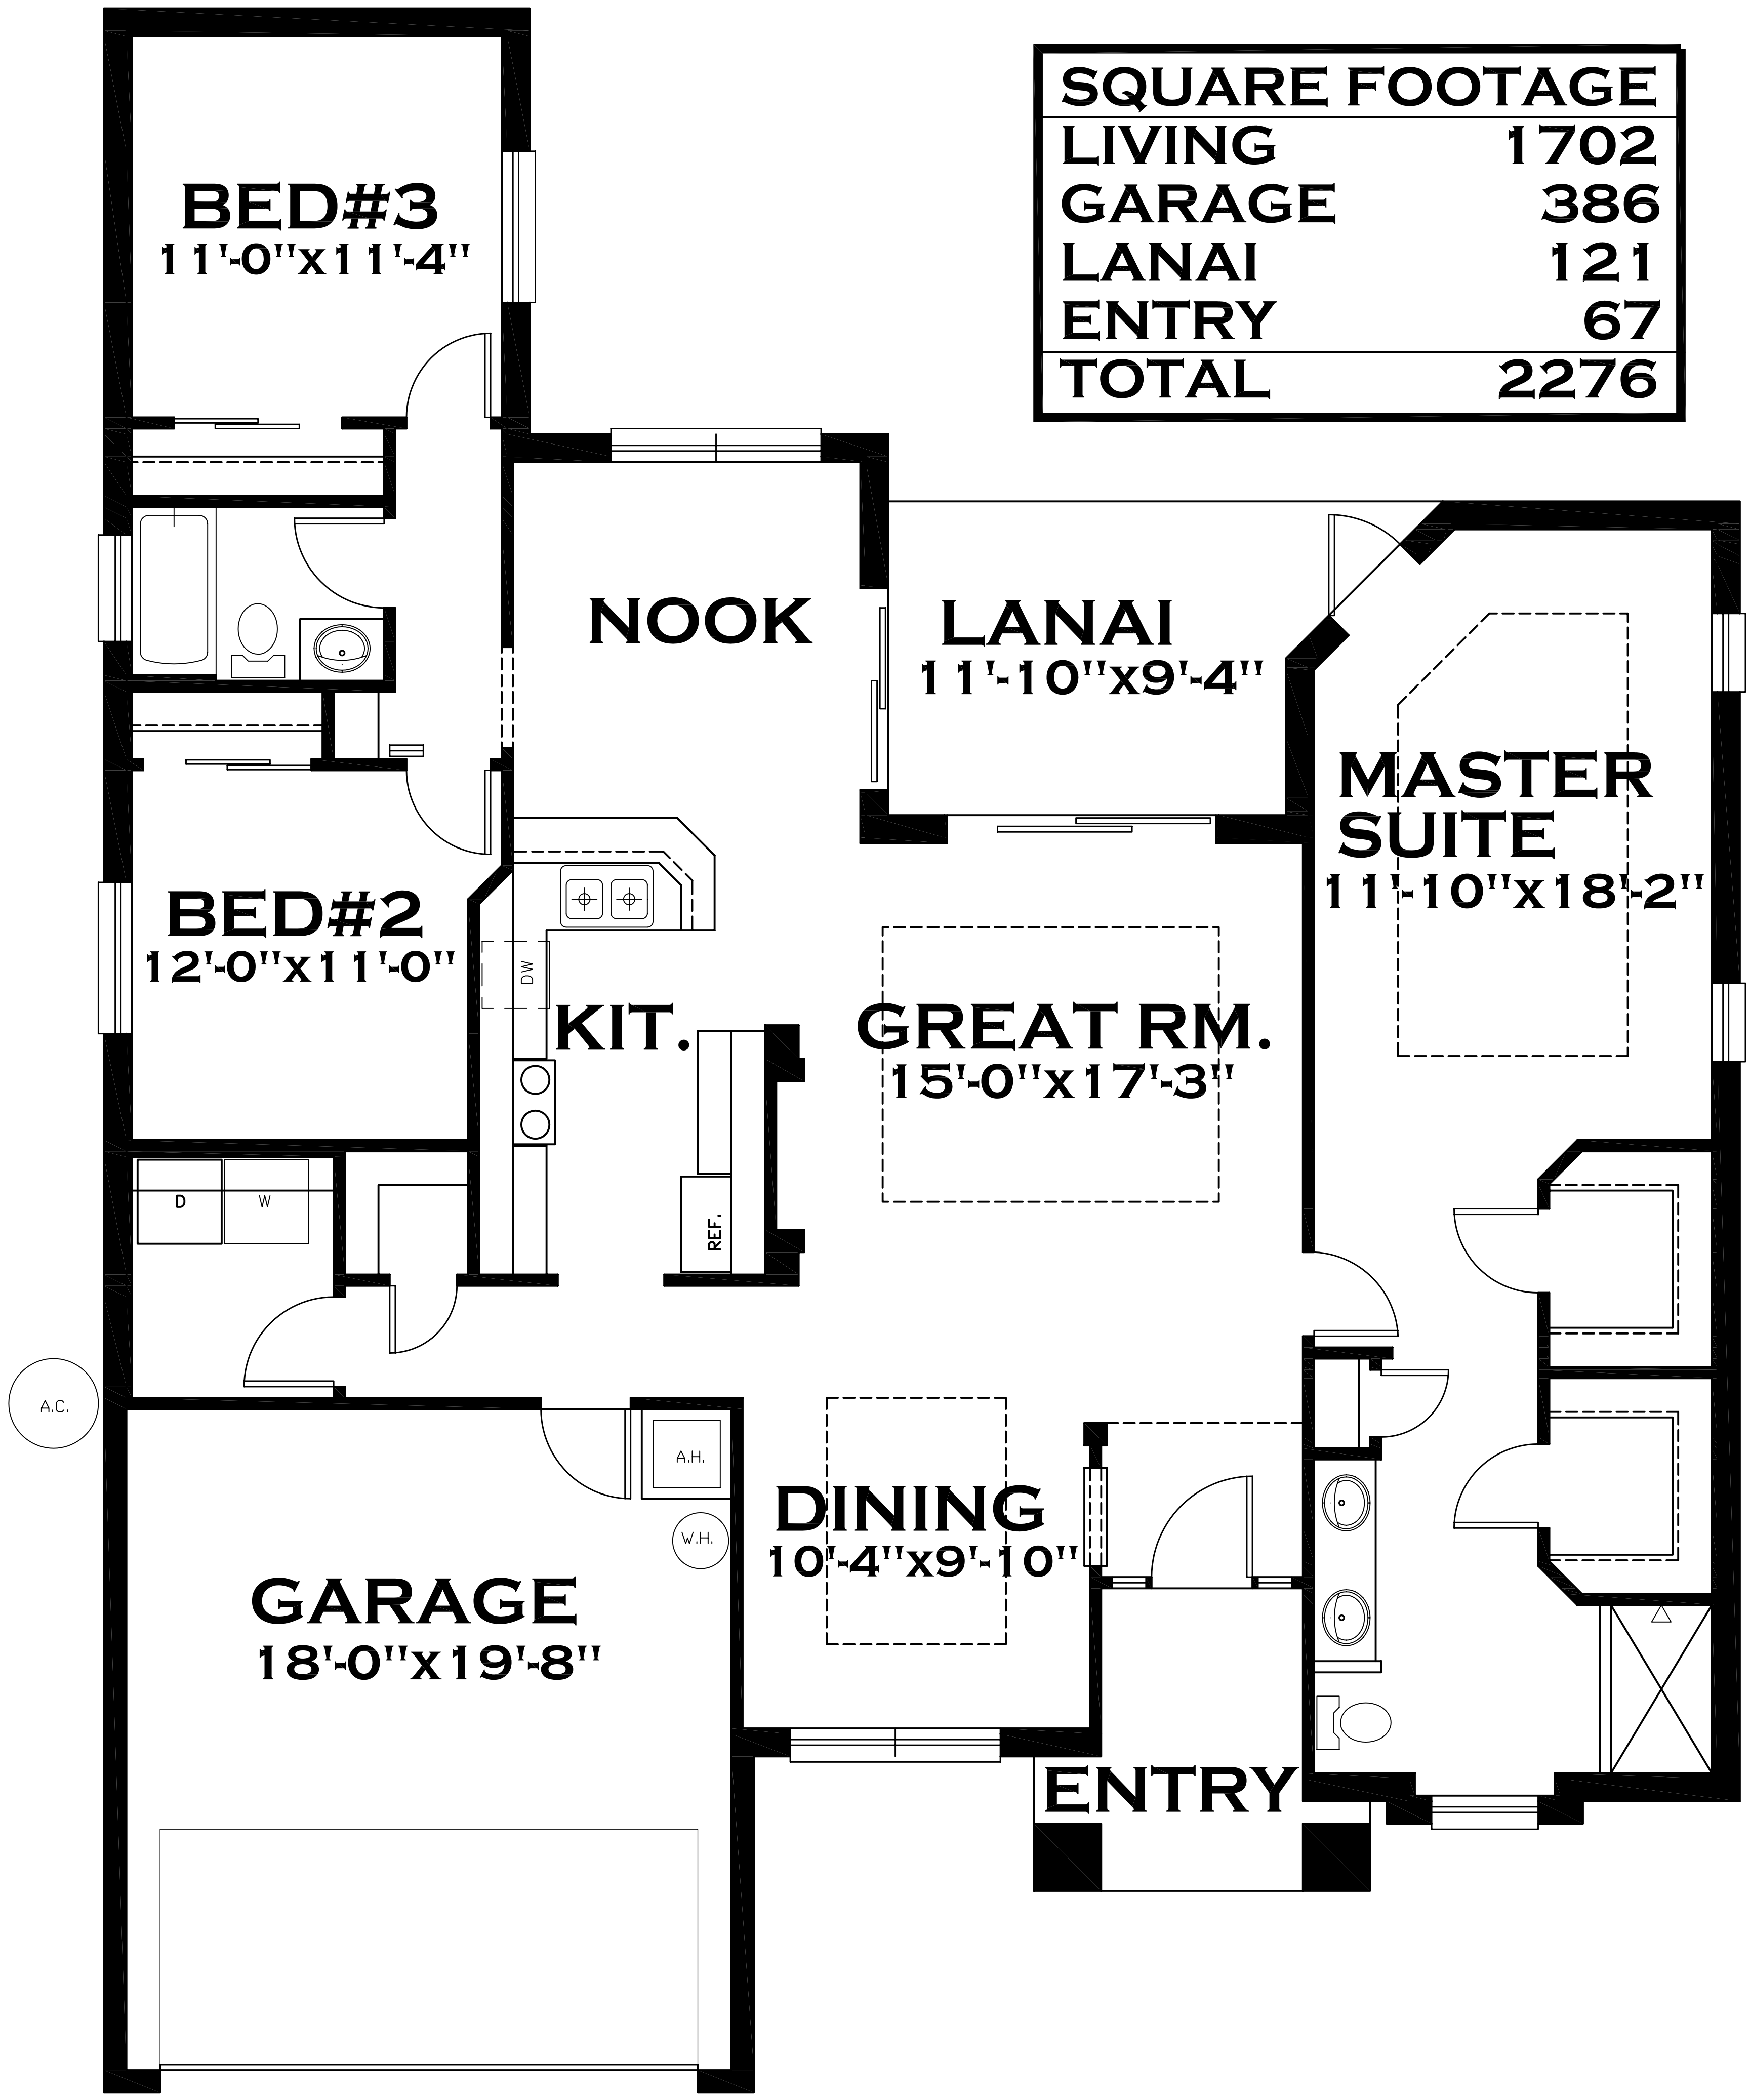 SQUARE FOOTAGE
LIVING 1702
GARAGE 386
LANAI 121
ENTRY 67
TOTAL 2276
BED#3
11'-0"x11'-4"
NOOK
LANAI
11'-10"x9'-4"
MASTER
SUITE
11'-10"x18'-2"
BED#2
12'-0"x11'-0"
DW
KIT.
GREAT RM.
15'-0"x17'-3"
D
W
REF.
A.C.
A.H.
W.H.
DINING
10'-4"x9'-10"
GARAGE
18'-0"x19'-8"
ENTRY